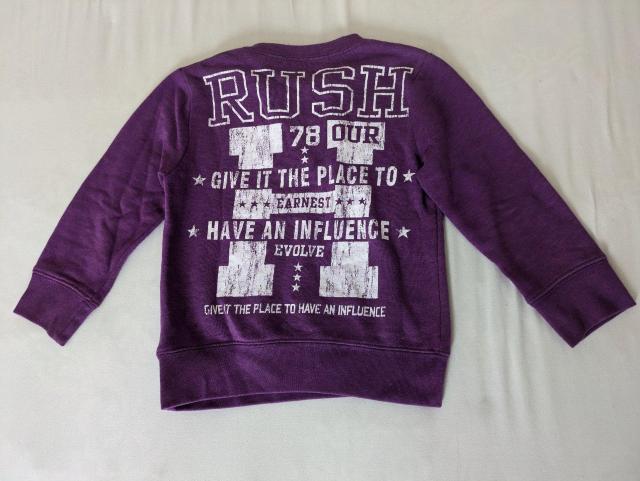 RUSH
78 OUR
GIVE IT THE PLACE TO
EARNEST
HAVE AN INFLUENCE
EVOLVE
GIVEIT THE PLACE TO HAVE AN INFLUENCE